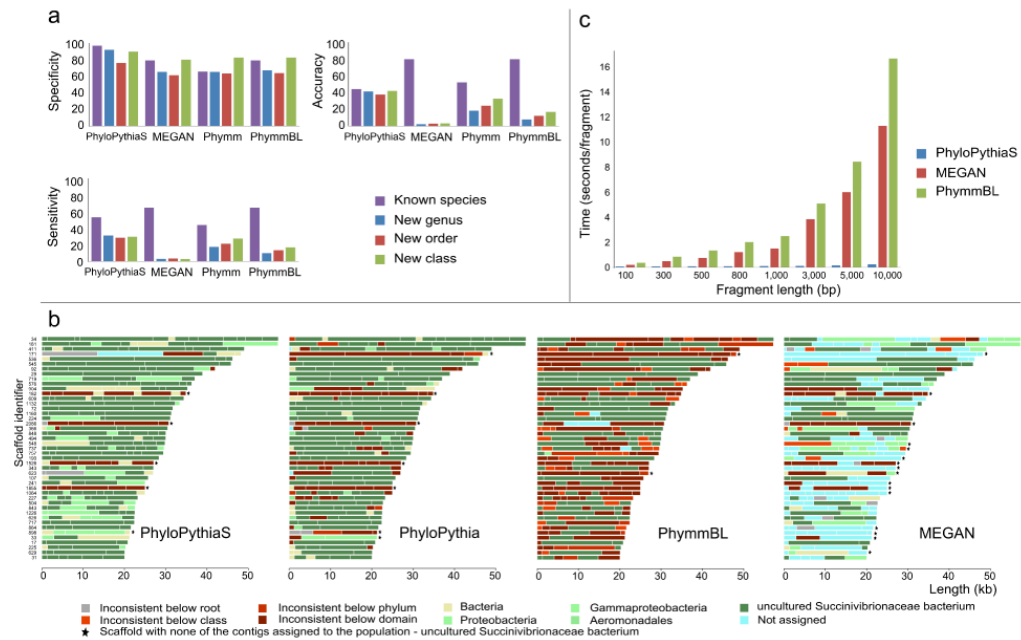 a
100
80
60
40
20
0
Specificity
PhyloPythiaS MEGAN Phymm PhymmBL
100
80
60
40
20
0
Accuracy
PhyloPythiaS MEGAN Phymm PhymmBL
100
80
60
40
20
0
Sensitivity
PhyloPythiaS MEGAN Phymm PhymmBL
Known species
New genus
New order
New class
c
16
14
12
10
8
6
4
2
0
Time (seconds/fragment)
100 300 500 800 1,000 3,000 5,000 10,000
Fragment length (bp)
PhyloPythiaS
MEGAN
PhymmBL
b
Scaffold identifier
PhyloPythiaS PhyloPythia PhymmBL MEGAN
0 10 20 30 40 50 0 10 20 30 40 50 0 10 20 30 40 50 0 10 20 30 40 50
Length (kb)
Inconsistent below root Inconsistent below phylum Bacteria Gammaproteobacteria uncultured Succinivibrionaceae bacterium
Inconsistent below class Inconsistent below domain Proteobacteria Aeromonadales Not assigned
★ Scaffold with none of the contigs assigned to the population - uncultured Succinivibrionaceae bacterium